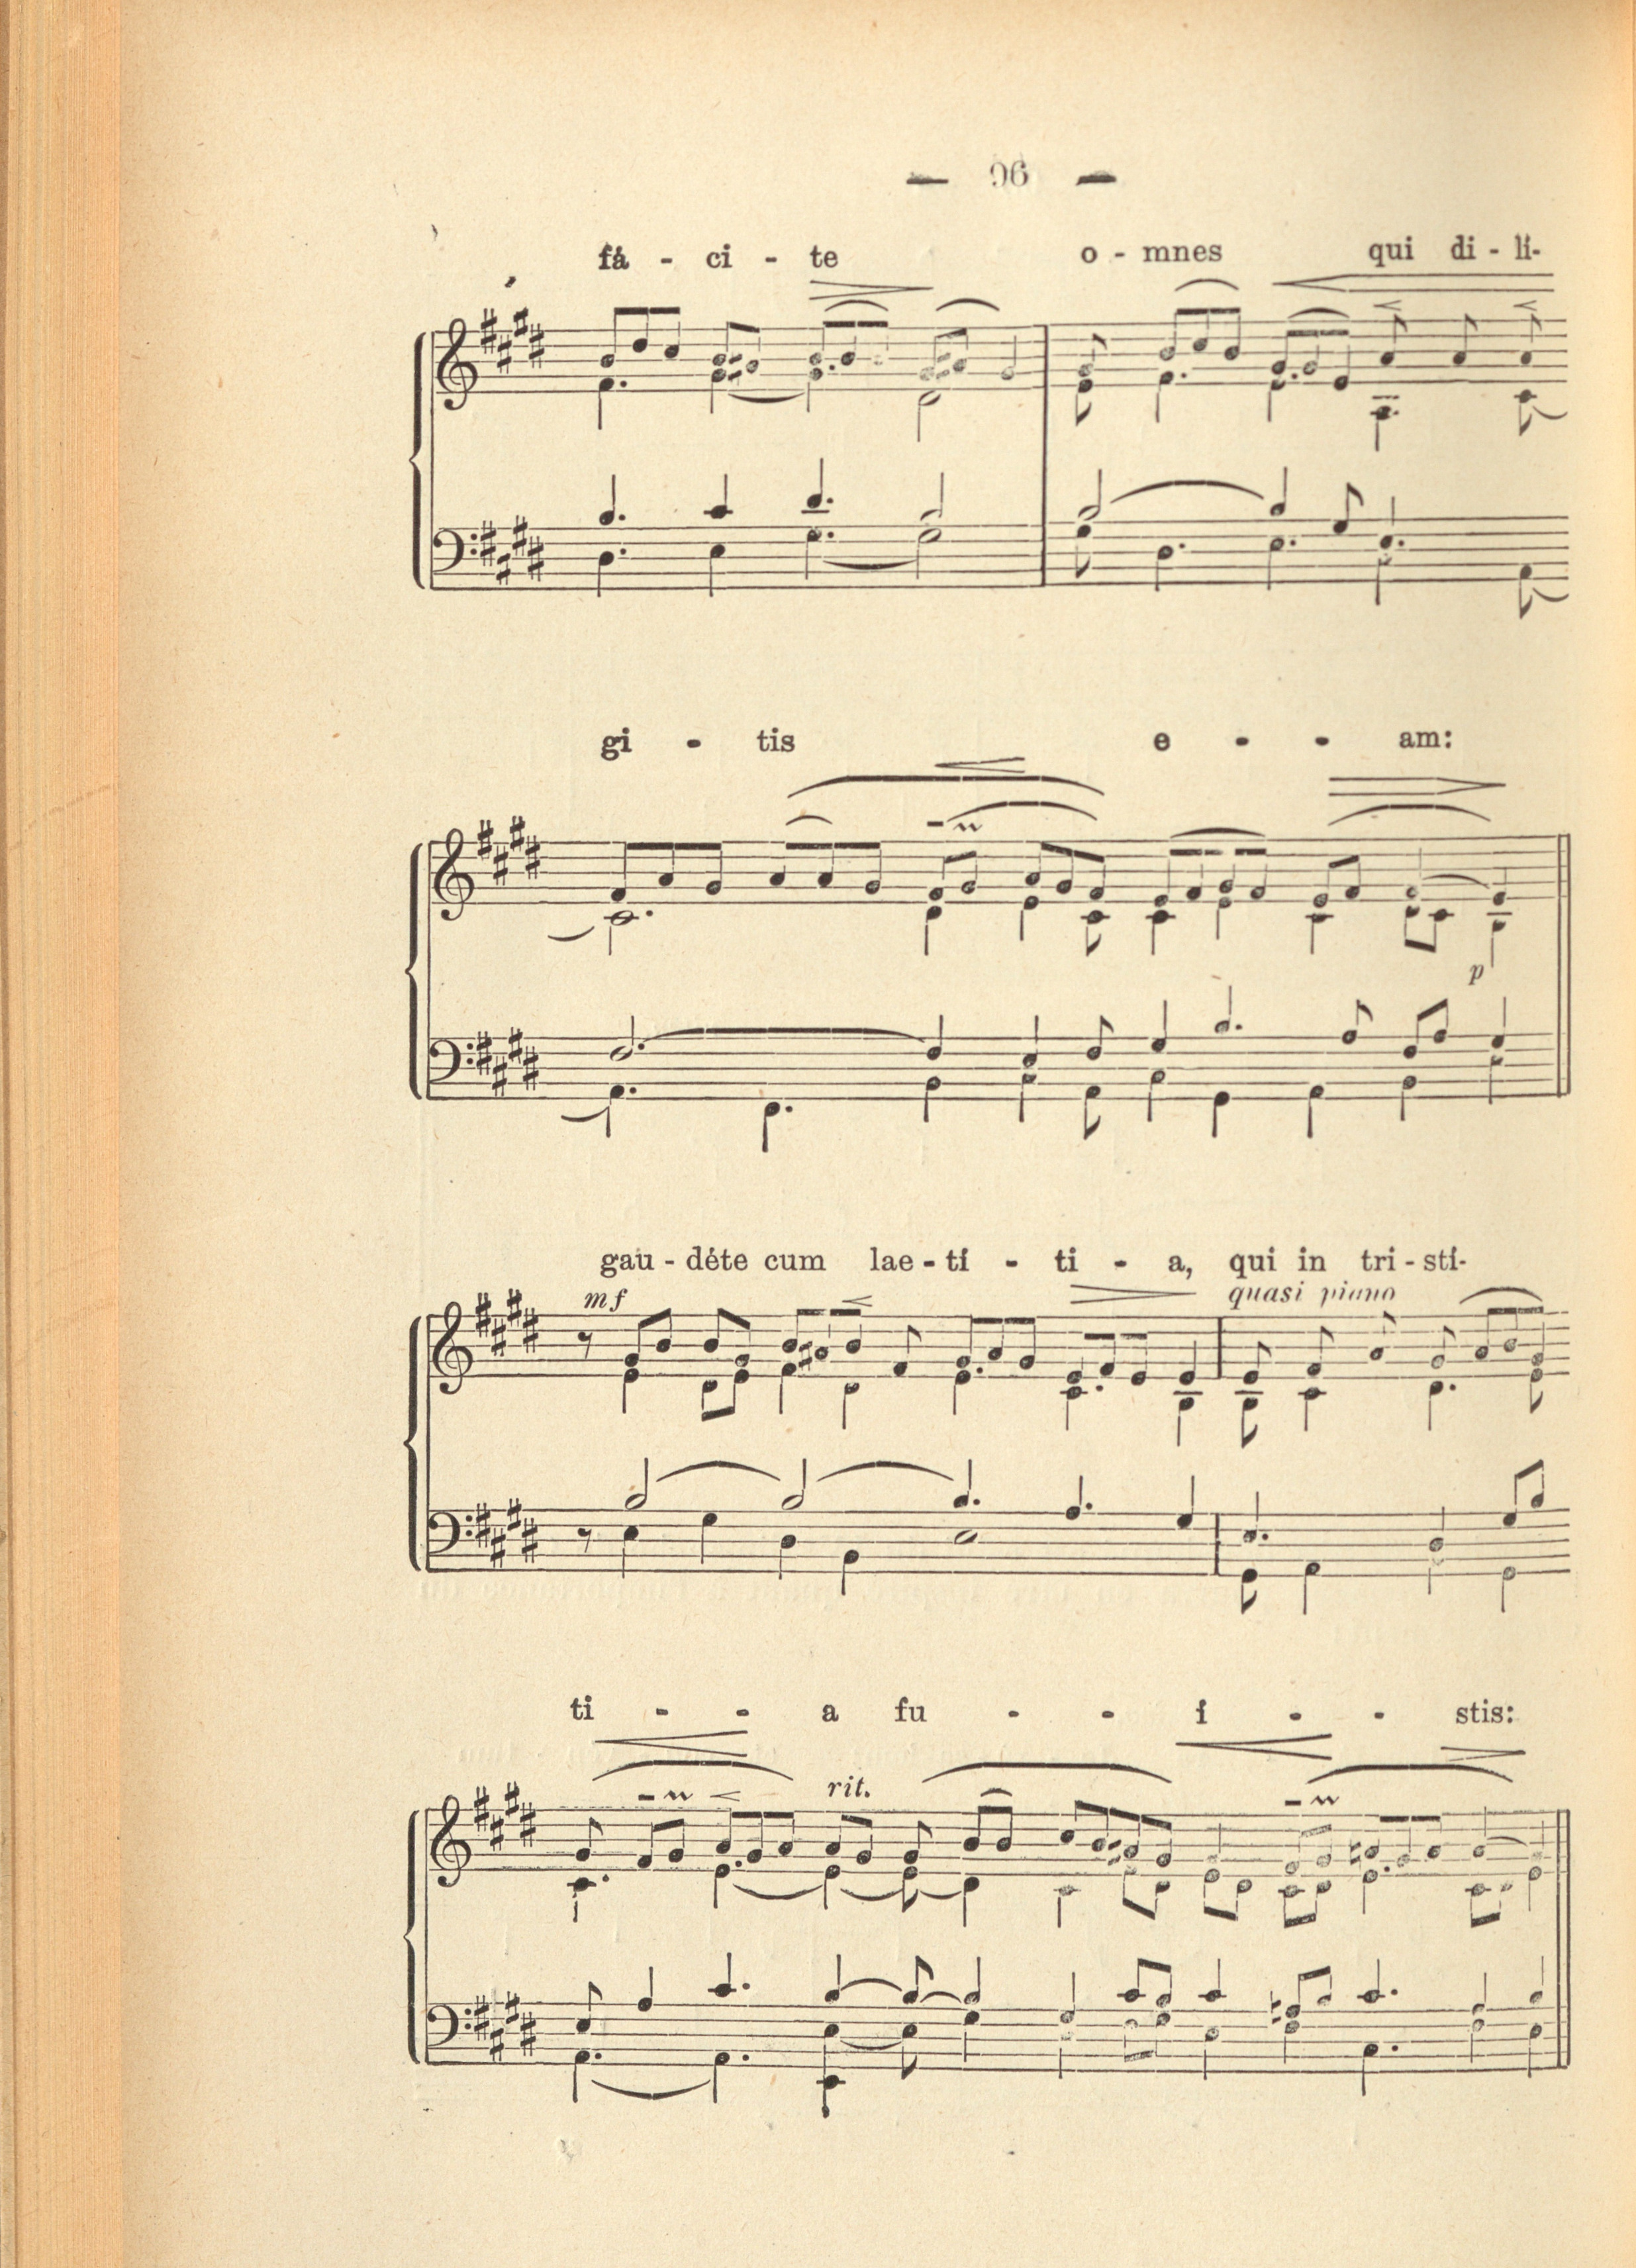 — 96 —
fá - ci - te o - mnes qui di - lí-
gi - tis e - - am:
p
gau - déte cum lae - tí - ti - a, qui in tri - stí-
mf quasi piano
ti - - a fu - - í - - stis:
rit.